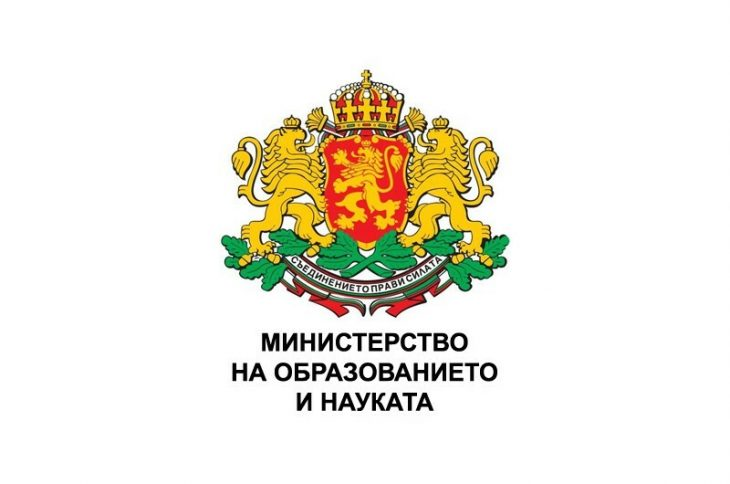 СЪЕДИНЕНИЕТО ПРАВИ СИЛАТА
МИНИСТЕРСТВО
НА ОБРАЗОВАНИЕТО
И НАУКАТА